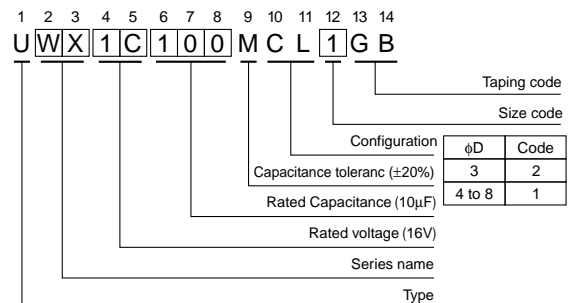 1 2 3 4 5 6 7 8 9 10 11 12 13 14
U W X 1 C 1 0 0 M C L 1 G B
Taping code
Size code
Configuration
ϕD Code
3 2
4 to 8 1
Capacitance toleranc (±20%)
Rated Capacitance (10µF)
Rated voltage (16V)
Series name
Type